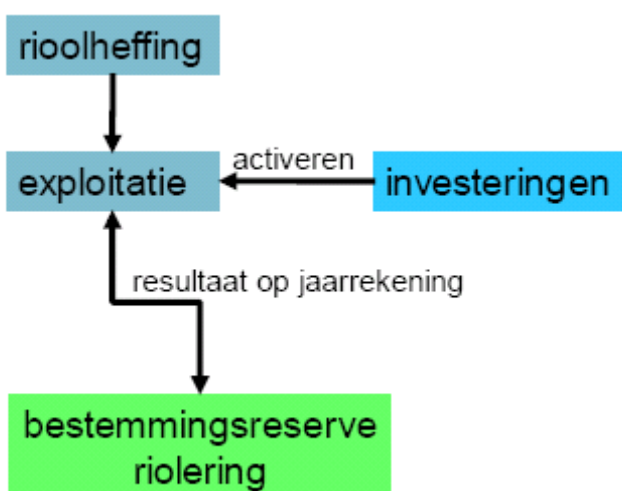 rioolheffing
activeren
exploitatie
investeringen
resultaat op jaarrekening
bestemmingsreserve
riolering